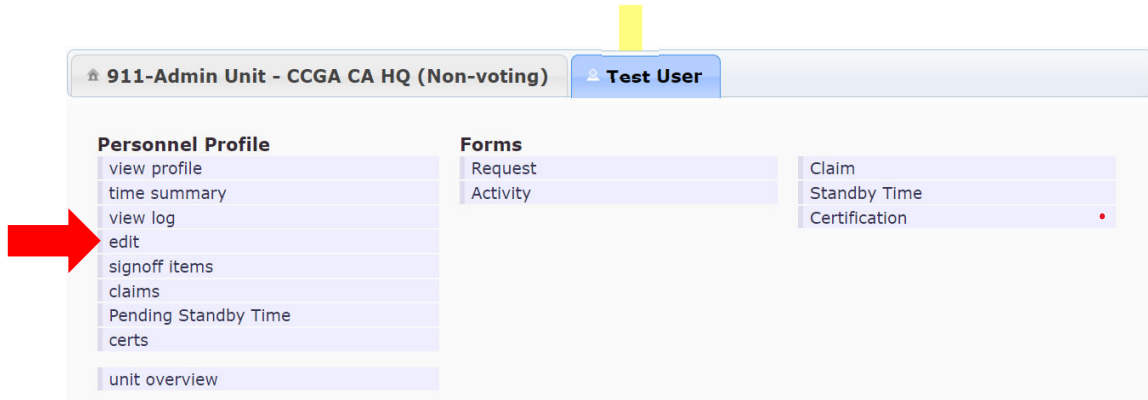 911-Admin Unit - CCGA CA HQ (Non-voting)
Test User
Personnel Profile
view profile
time summary
view log
edit
signoff items
claims
Pending Standby Time
certs
unit overview
Forms
Request
Activity
Claim
Standby Time
Certification